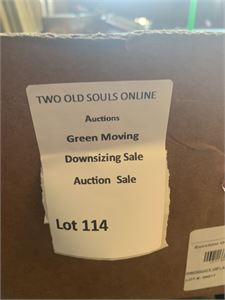 TWO OLD SOULS ONLINE
Auctions
Green Moving
Downsizing Sale
Auction Sale
Lot 114